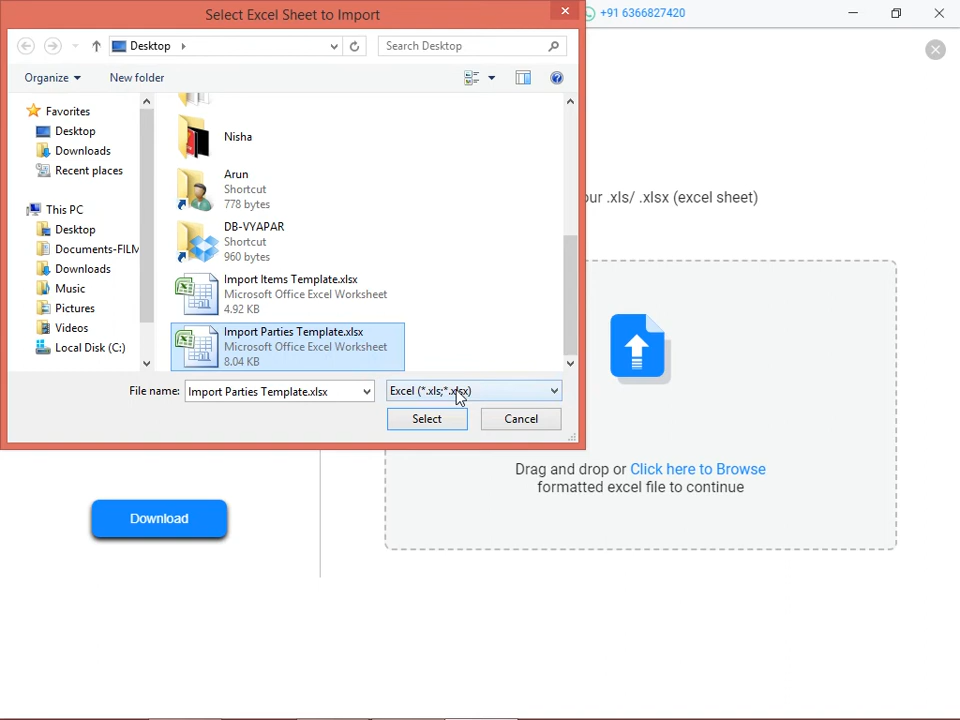 Select Excel Sheet to Import
+91 6366827420
Desktop
Search Desktop
Organize
New folder
Favorites
Desktop
Downloads
Recent places
This PC
Desktop
Documents-FILM
Downloads
Music
Pictures
Videos
Local Disk (C:)
Nisha
Arun
Shortcut
778 bytes
DB-VYAPAR
Shortcut
960 bytes
Import Items Template.xlsx
Microsoft Office Excel Worksheet
4.92 KB
Import Parties Template.xlsx
Microsoft Office Excel Worksheet
8.04 KB
File name:
Import Parties Template.xlsx
Excel (*.xls;*.xlsx)
Select
Cancel
our .xls/ .xlsx (excel sheet)
Drag and drop or Click here to Browse
formatted excel file to continue
Download